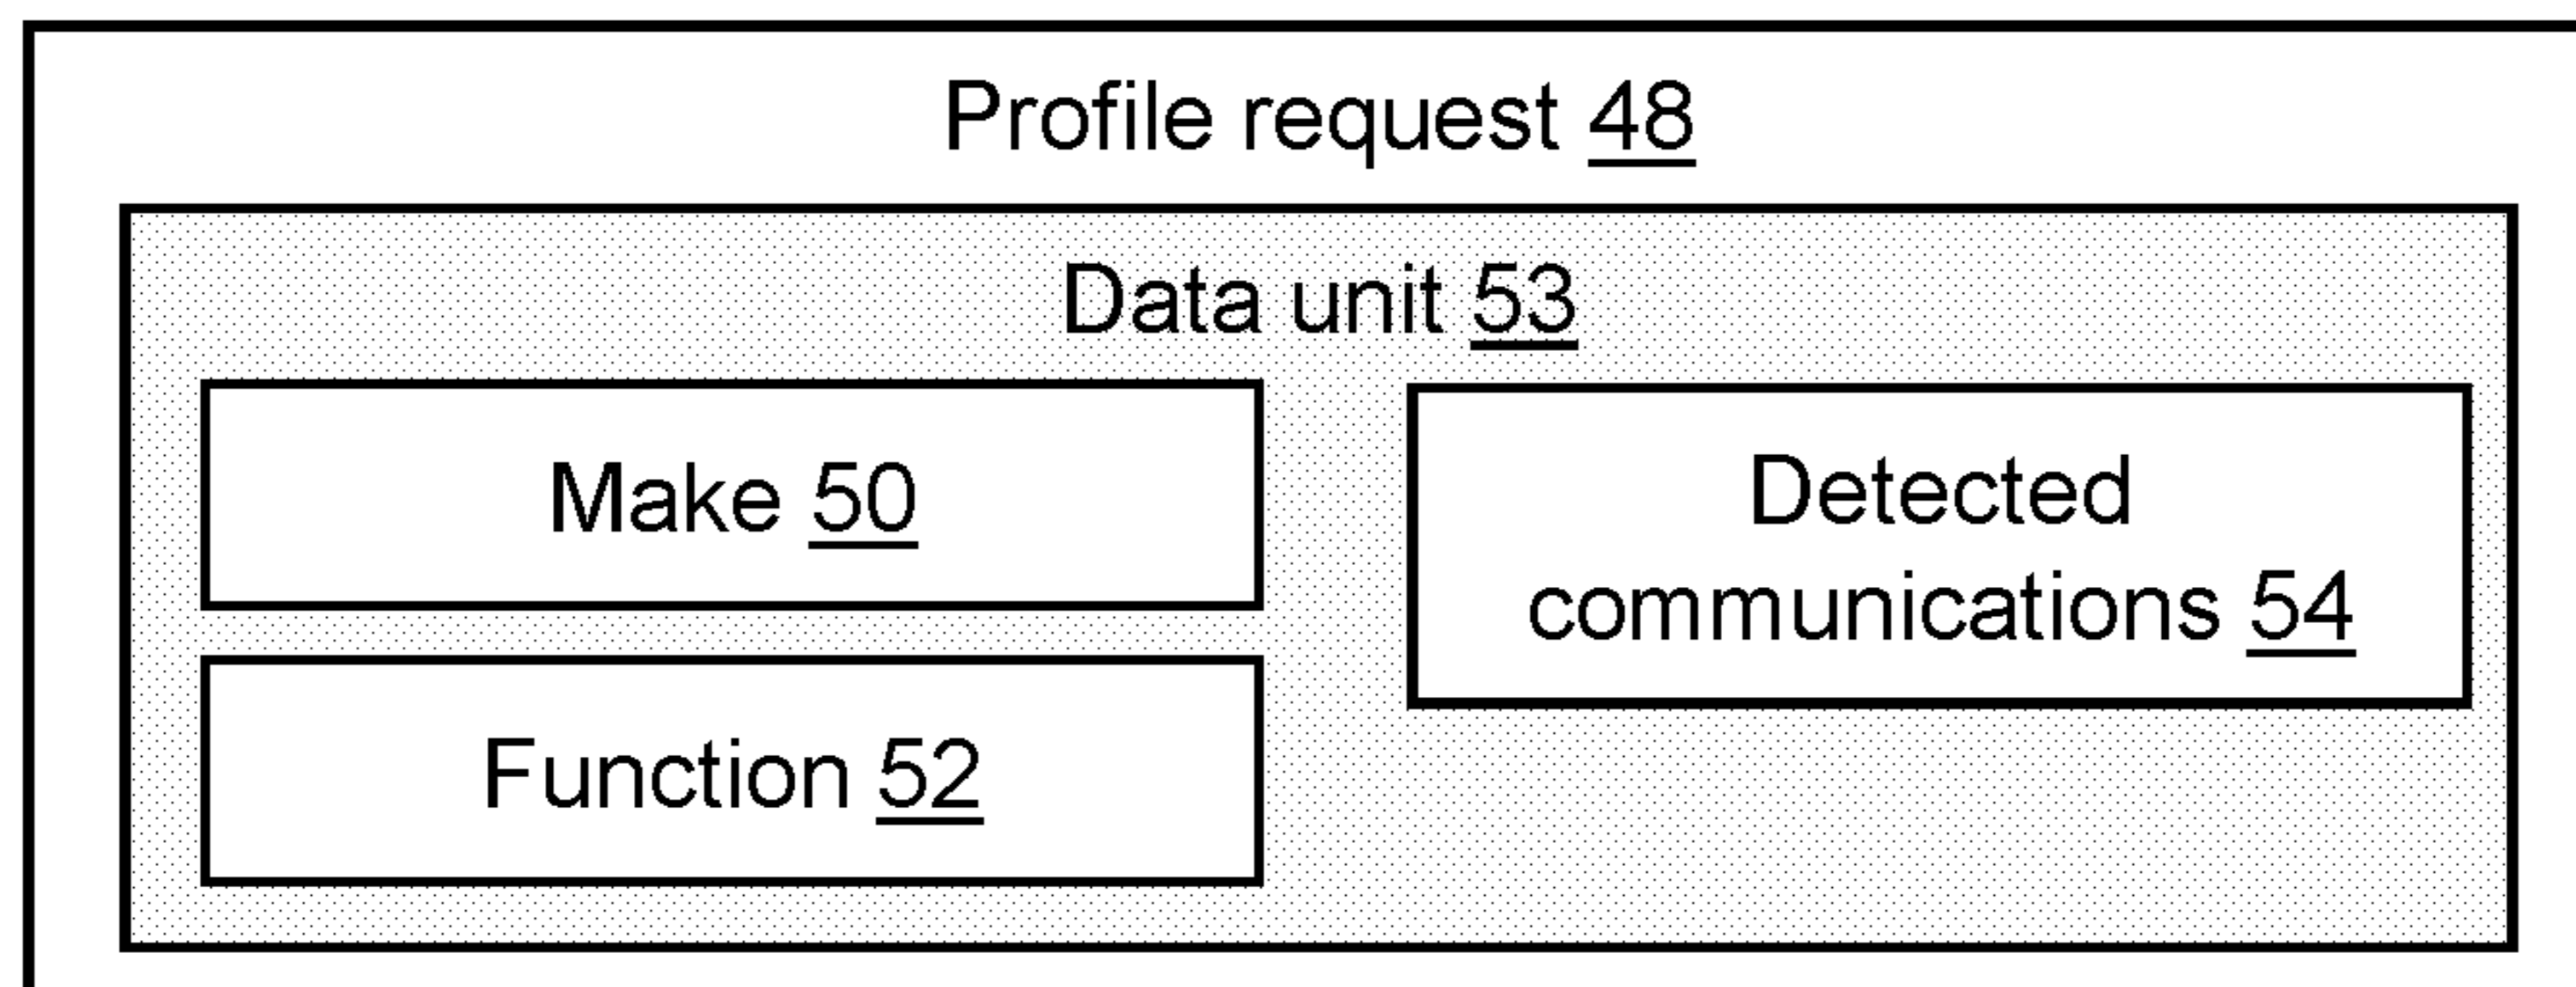 Profile request 48
Data unit 53
Make 50
Function 52
Detected
communications 54